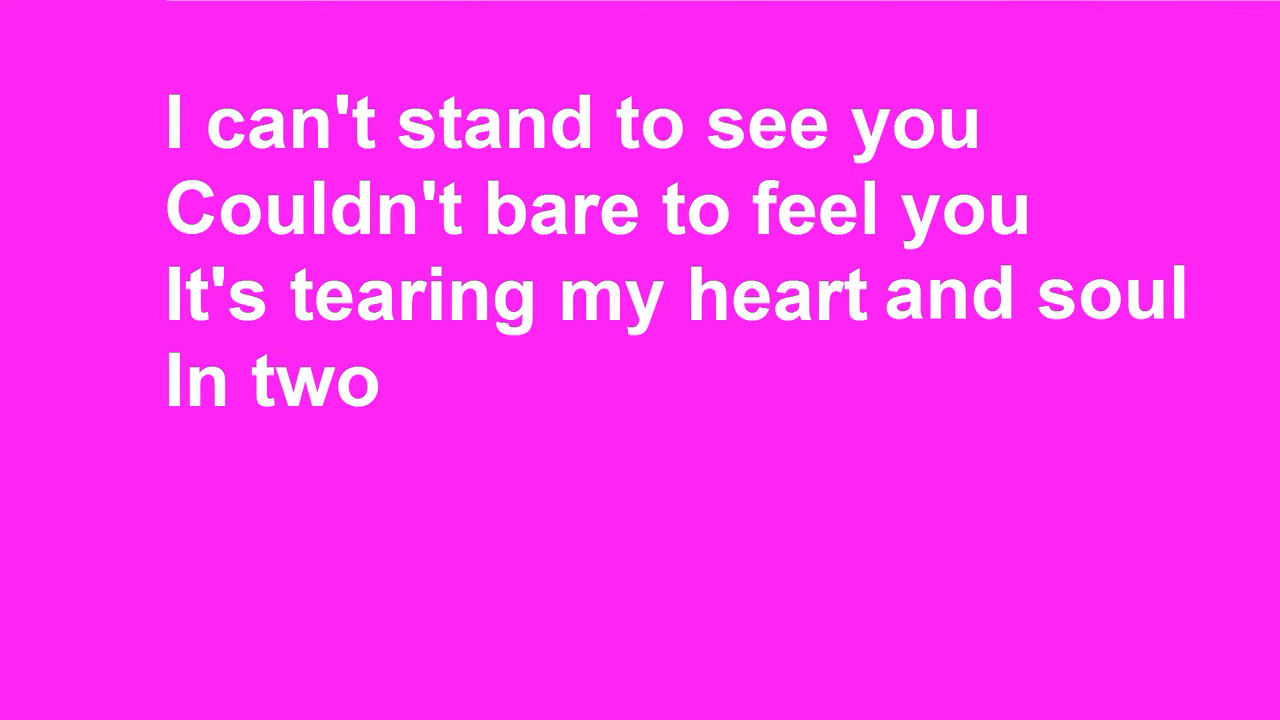 I can't stand to see you
Couldn't bare to feel you
It's tearing my heart and soul
In two